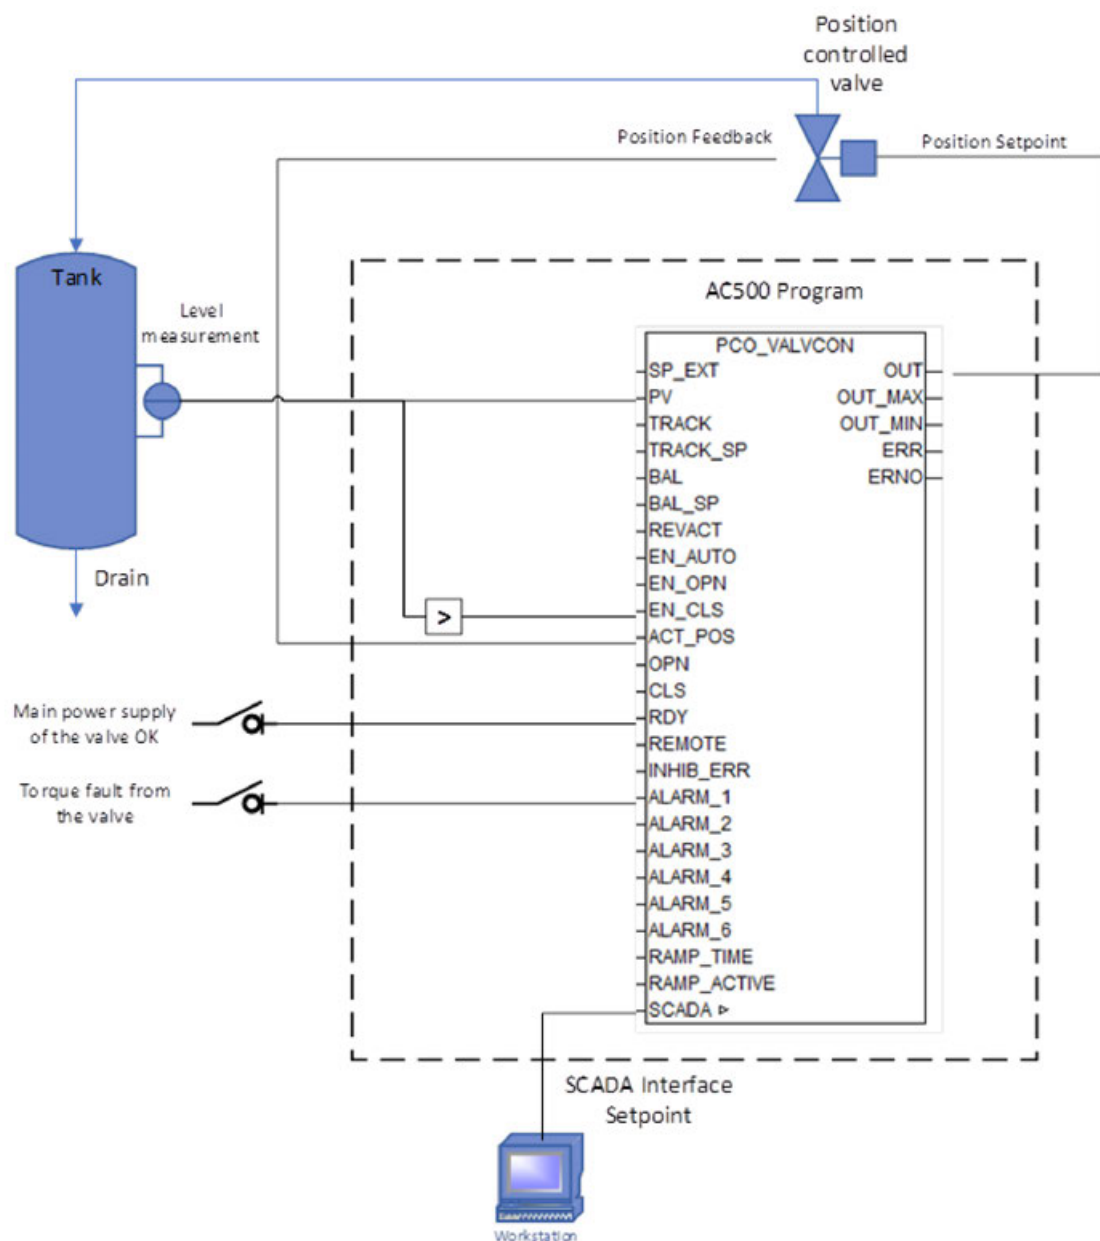 Position
controlled
valve
Position Feedback
Position Setpoint
Tank
Level
measurement
Drain
AC500 Program
PCO_VALVCON
SP_EXT
PV
TRACK
TRACK_SP
BAL
BAL_SP
REVACT
EN_AUTO
EN_OPN
EN_CLS
ACT_POS
OPN
CLS
RDY
REMOTE
INHIB_ERR
ALARM_1
ALARM_2
ALARM_3
ALARM_4
ALARM_5
ALARM_6
RAMP_TIME
RAMP_ACTIVE
SCADA ▹
OUT
OUT_MAX
OUT_MIN
ERR
ERNO
>
Main power supply
of the valve OK
Torque fault from
the valve
SCADA Interface
Setpoint
Workstation